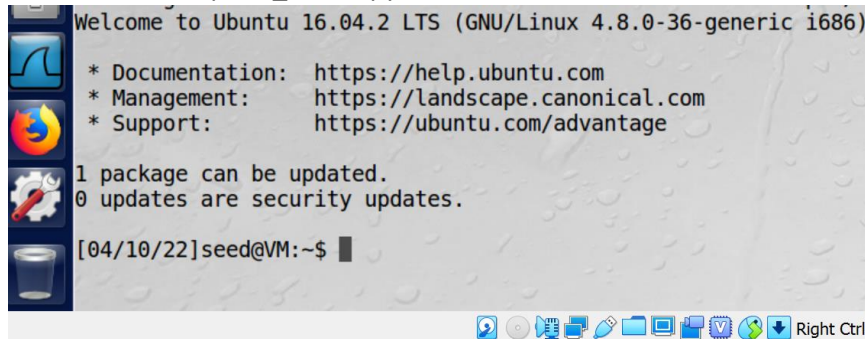 Welcome to Ubuntu 16.04.2 LTS (GNU/Linux 4.8.0-36-generic i686)
* Documentation:  https://help.ubuntu.com
* Management:     https://landscape.canonical.com
* Support:        https://ubuntu.com/advantage
1 package can be updated.
0 updates are security updates.
[04/10/22]seed@VM:~$
Right Ctrl